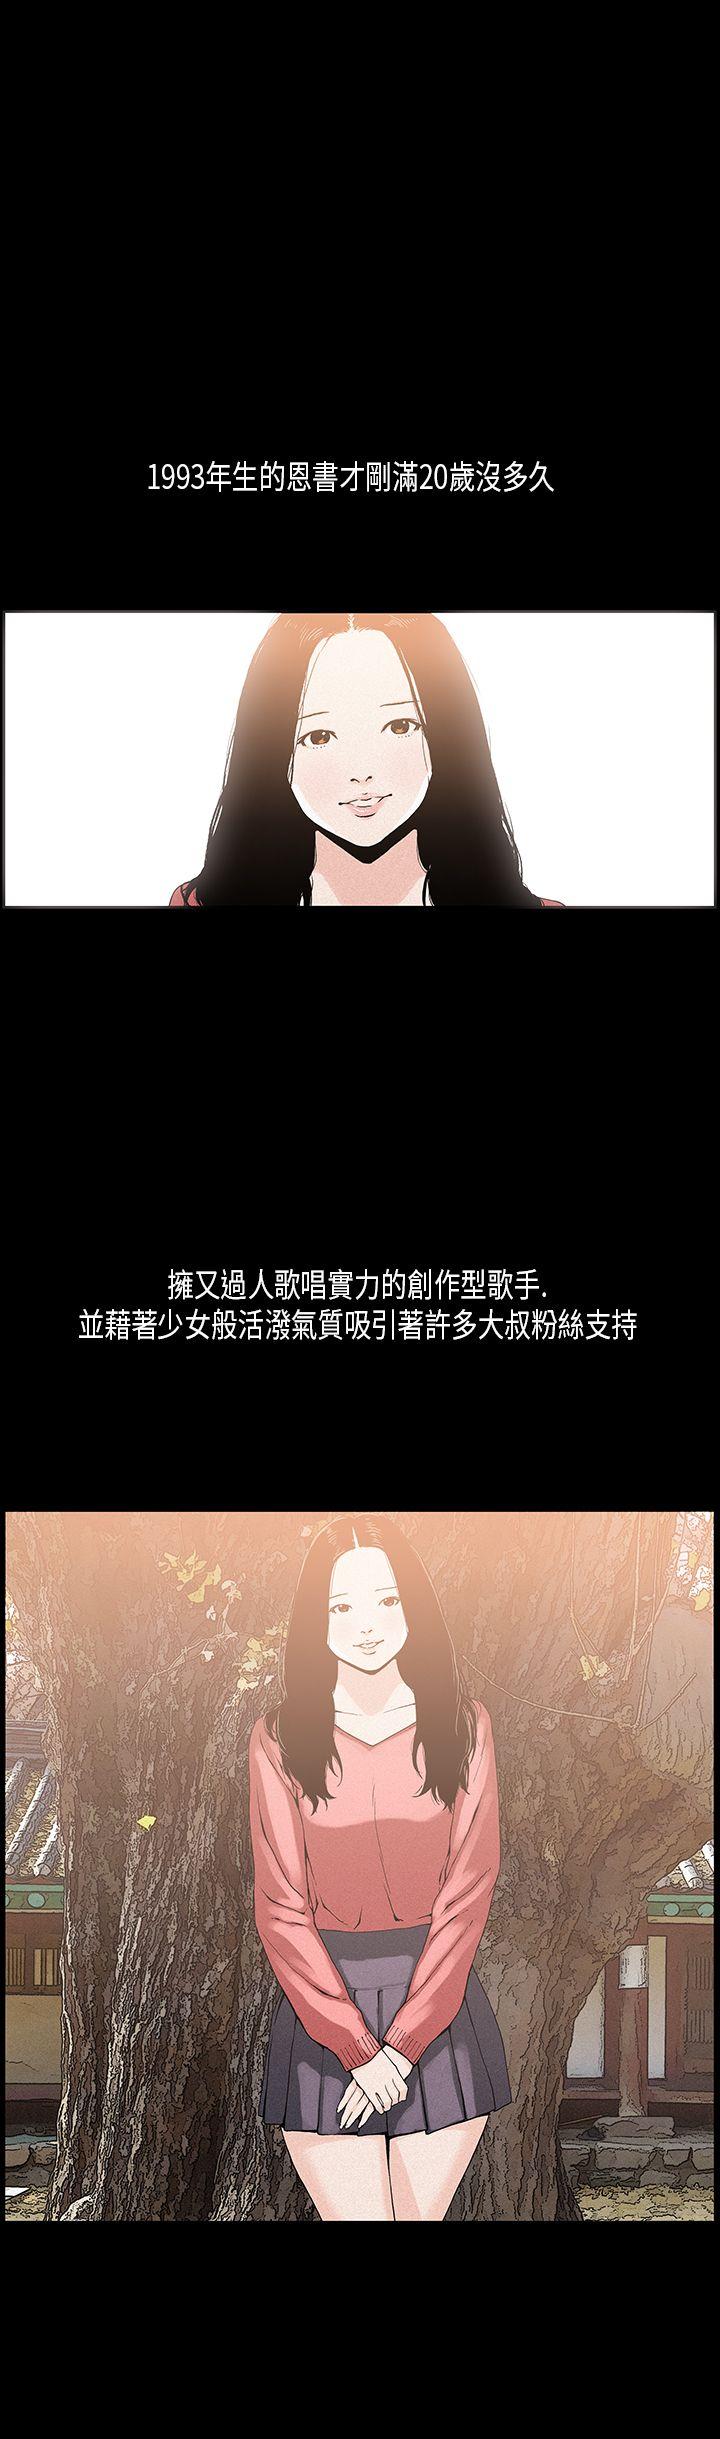 1993年生的恩書才剛滿20歲沒多久
擁又過人歌唱實力的創作型歌手.
並藉著少女般活潑氣質吸引著許多大叔粉絲支持